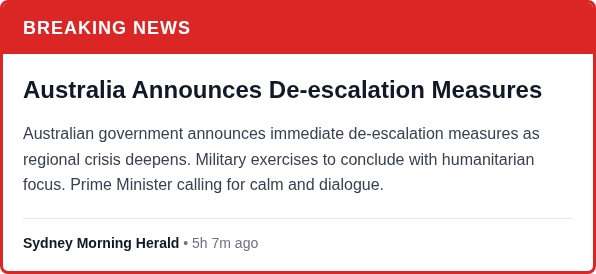 BREAKING NEWS
Australia Announces De-escalation Measures
Australian government announces immediate de-escalation measures as
regional crisis deepens. Military exercises to conclude with humanitarian
focus. Prime Minister calling for calm and dialogue.
Sydney Morning Herald • 5h 7m ago